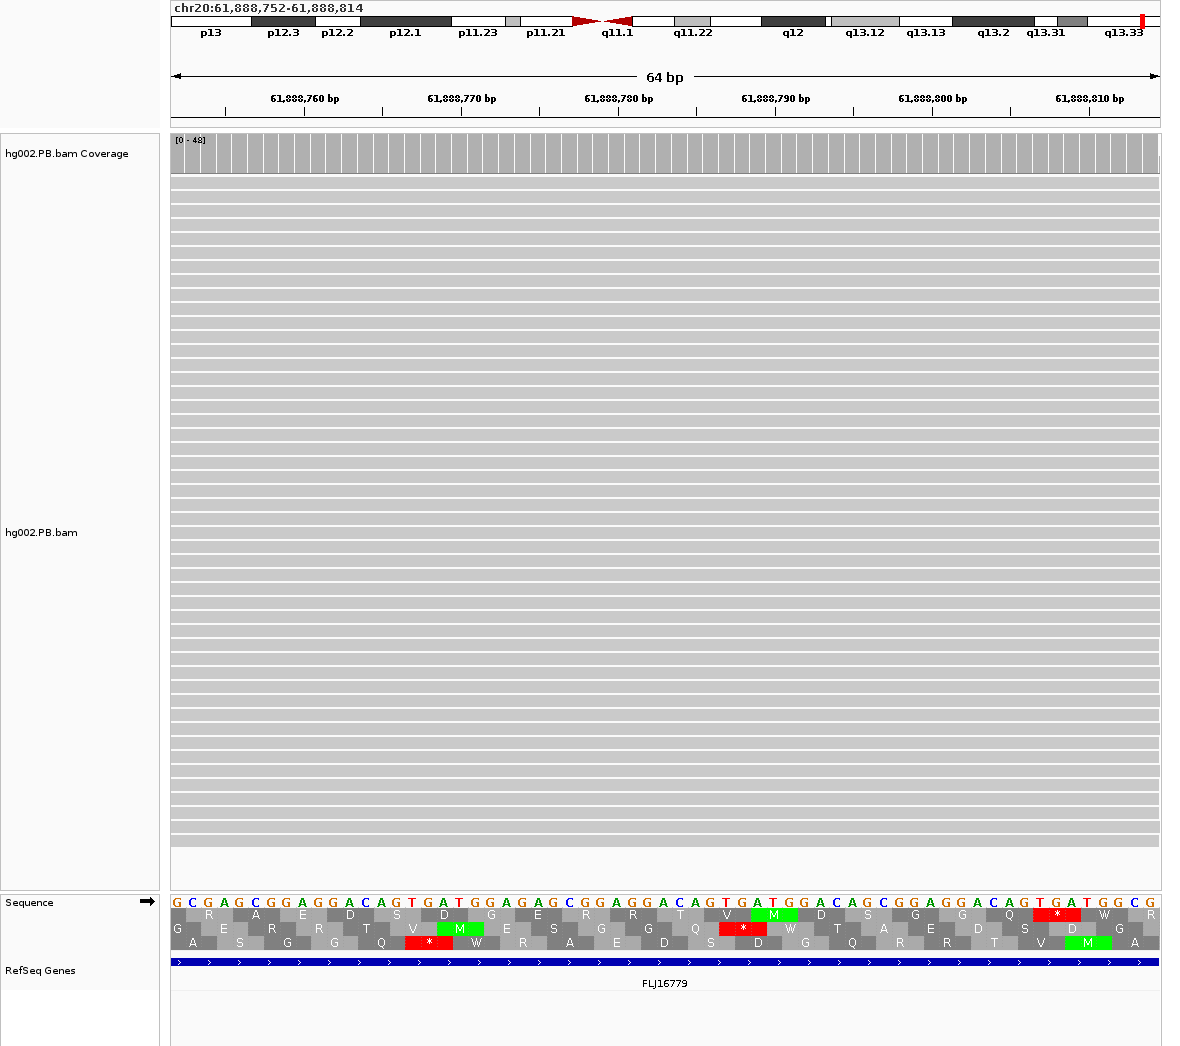 chr20:61,888,752-61,888,814
p13 p12.3 p12.2 p12.1 p11.23 p11.21 q11.1 q11.22 q12 q13.12 q13.13 q13.2 q13.31 q13.33
64 bp
61,888,760 bp 61,888,770 bp 61,888,780 bp 61,888,790 bp 61,888,800 bp 61,888,810 bp
[0 - 48]
hg002.PB.bam Coverage
hg002.PB.bam
Sequence G C G A G C G G A G G A C A G T G A T G G A G A G C G G A G G A C A G T G A T G G A C A G C G G A G G A C A G T G A T G G C G
R A E D S D G E R R T V M D S G G Q * W R
G E R R T V M E S G G Q * W T A E D S D G
A S G G Q * W R A E D S D G Q R R T V M A
RefSeq Genes
FLJ16779